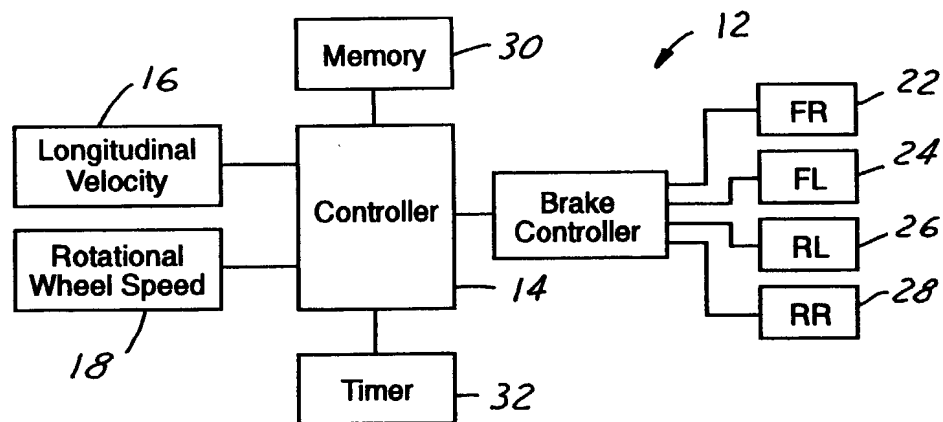 12
Memory
30
16
Longitudinal
Velocity
FR
22
FL
24
Controller
Brake
Controller
RL
26
Rotational
Wheel Speed
14
RR
28
18
Timer
32